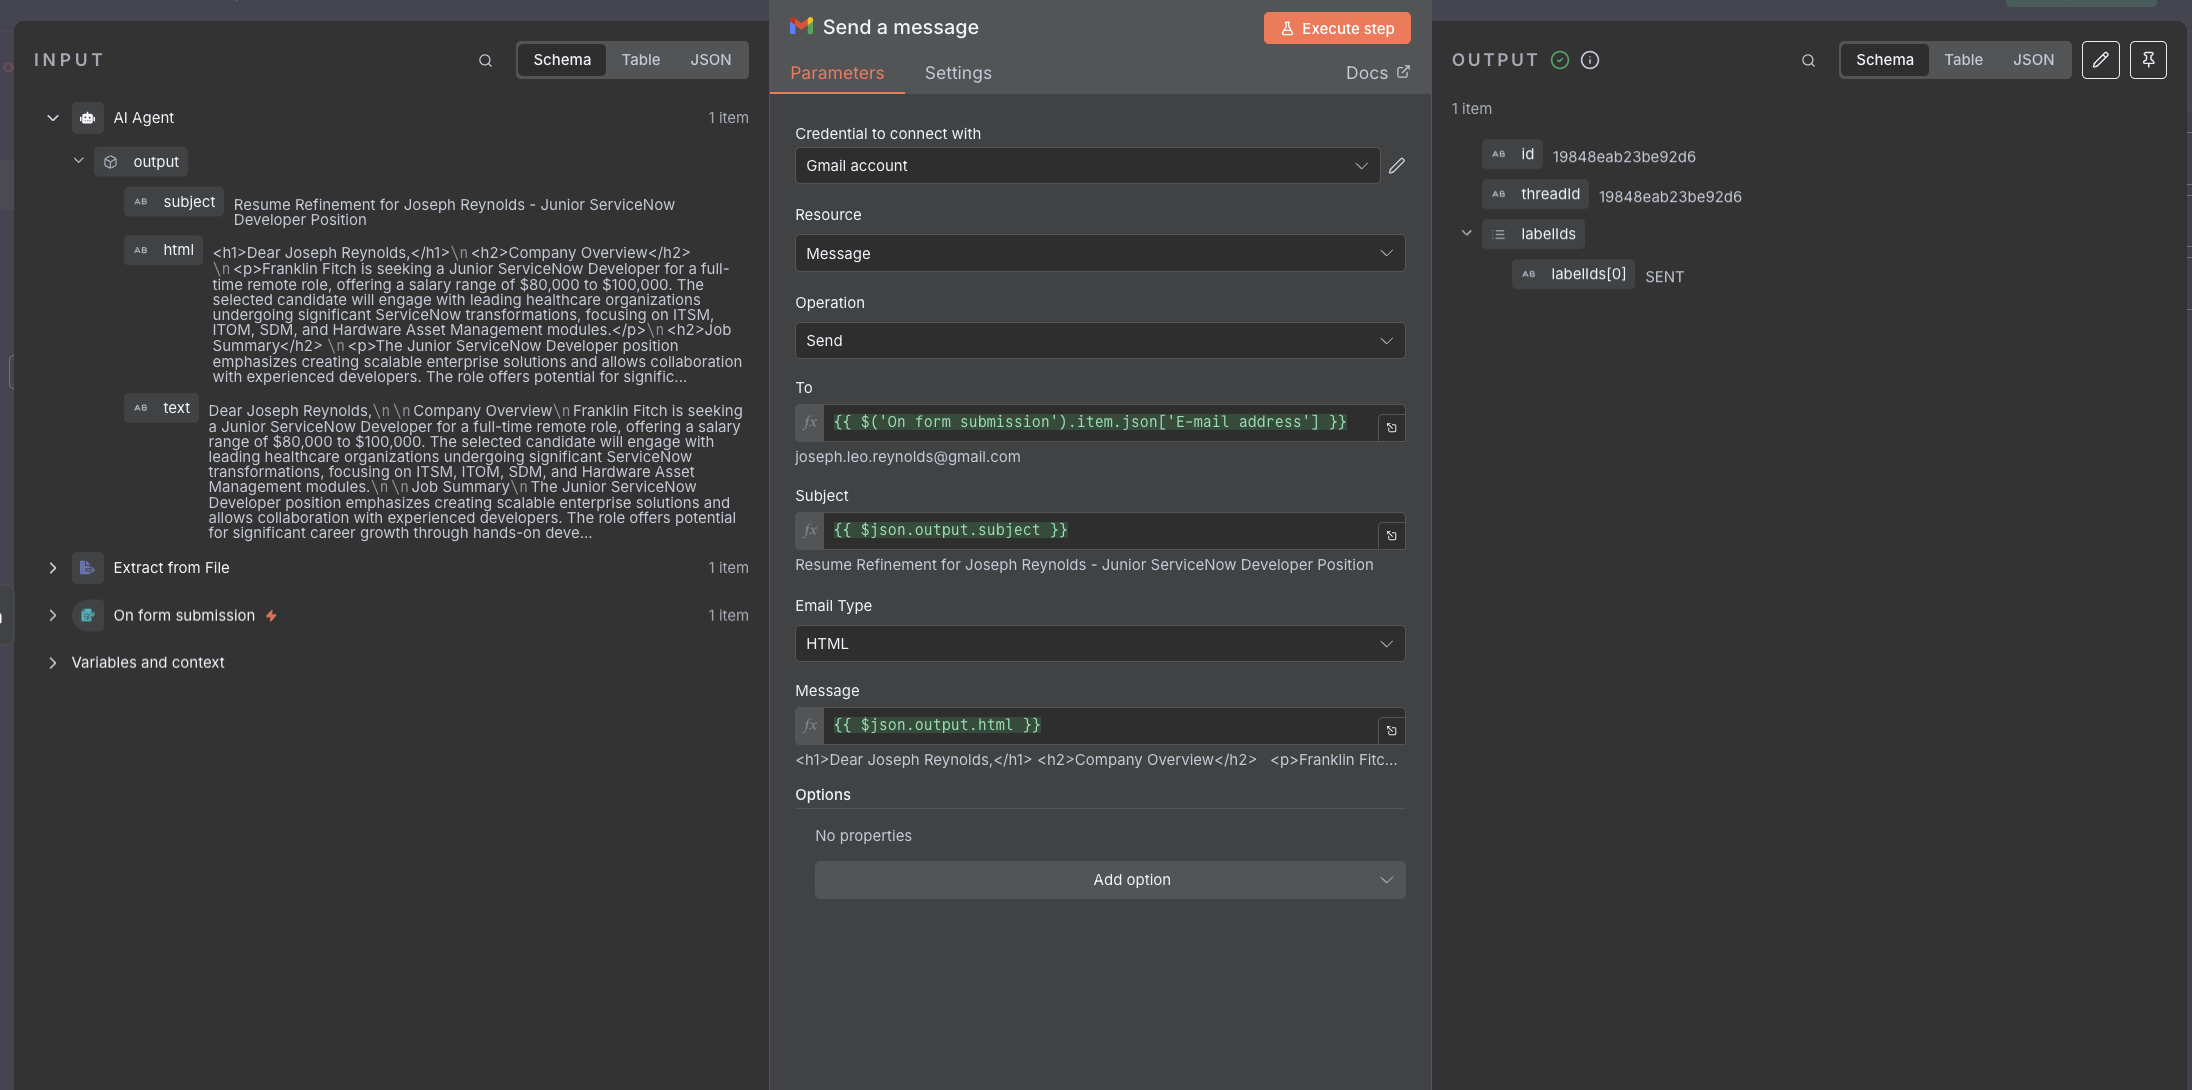 INPUT
Schema
Table
JSON
AI Agent
1 item
output
AB subject
Resume Refinement for Joseph Reynolds - Junior ServiceNow
Developer Position
AB html
<h1>Dear Joseph Reynolds,</h1>\n<h2>Company Overview</h2>
\n<p>Franklin Fitch is seeking a Junior ServiceNow Developer for a full-
time remote role, offering a salary range of $80,000 to $100,000. The
selected candidate will engage with leading healthcare organizations
undergoing significant ServiceNow transformations, focusing on ITSM,
ITOM, SDM, and Hardware Asset Management modules.</p>\n<h2>Job
Summary</h2> \n<p>The Junior ServiceNow Developer position
emphasizes creating scalable enterprise solutions and allows collaboration
with experienced developers. The role offers potential for signific...
AB text
Dear Joseph Reynolds,\n\nCompany Overview\nFranklin Fitch is seeking
a Junior ServiceNow Developer for a full-time remote role, offering a salary
range of $80,000 to $100,000. The selected candidate will engage with
leading healthcare organizations undergoing significant ServiceNow
transformations, focusing on ITSM, ITOM, SDM, and Hardware Asset
Management modules.\n\nJob Summary\nThe Junior ServiceNow
Developer position emphasizes creating scalable enterprise solutions and
allows collaboration with experienced developers. The role offers potential
for significant career growth through hands-on deve...
Extract from File
1 item
On form submission
1 item
Variables and context
Send a message
Execute step
Parameters
Settings
Docs
Credential to connect with
Gmail account
Resource
Message
Operation
Send
To
fx {{ $('On form submission').item.json['E-mail address'] }}
joseph.leo.reynolds@gmail.com
Subject
fx {{ $json.output.subject }}
Resume Refinement for Joseph Reynolds - Junior ServiceNow Developer Position
Email Type
HTML
Message
fx {{ $json.output.html }}
<h1>Dear Joseph Reynolds,</h1> <h2>Company Overview</h2> <p>Franklin Fitc...
Options
No properties
Add option
OUTPUT
Schema
Table
JSON
1 item
AB id 19848eab23be92d6
AB threadId 19848eab23be92d6
labelIds
AB labelIds[0] SENT